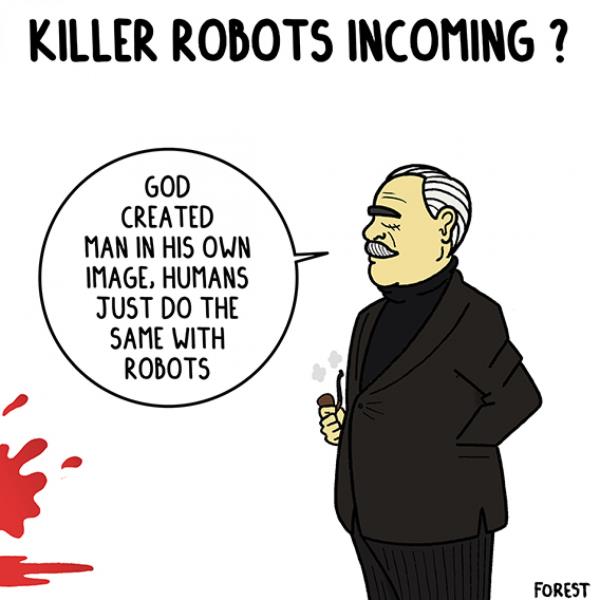 KILLER ROBOTS INCOMING ?
GOD
CREATED
MAN IN HIS OWN
IMAGE, HUMANS
JUST DO THE
SAME WITH
ROBOTS
FOREST